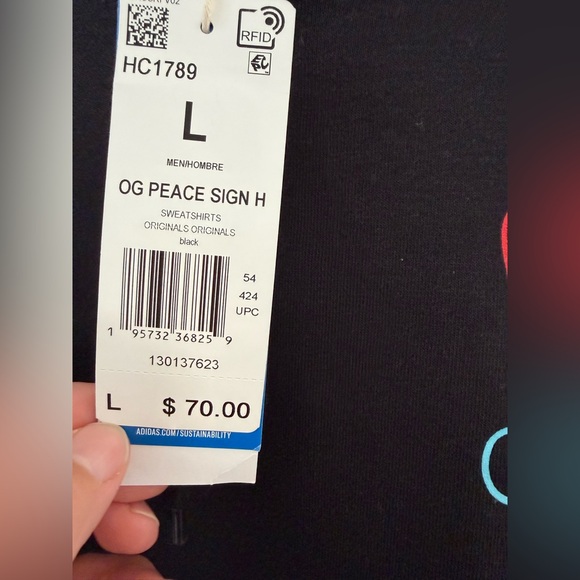 RFID
HC1789
L
MEN/HOMBRE
OG PEACE SIGN H
SWEATSHIRTS
ORIGINALS ORIGINALS
black
54
424
UPC
1 95732 36825 9
130137623
L $ 70.00
ADIDAS.COM/SUSTAINABILITY